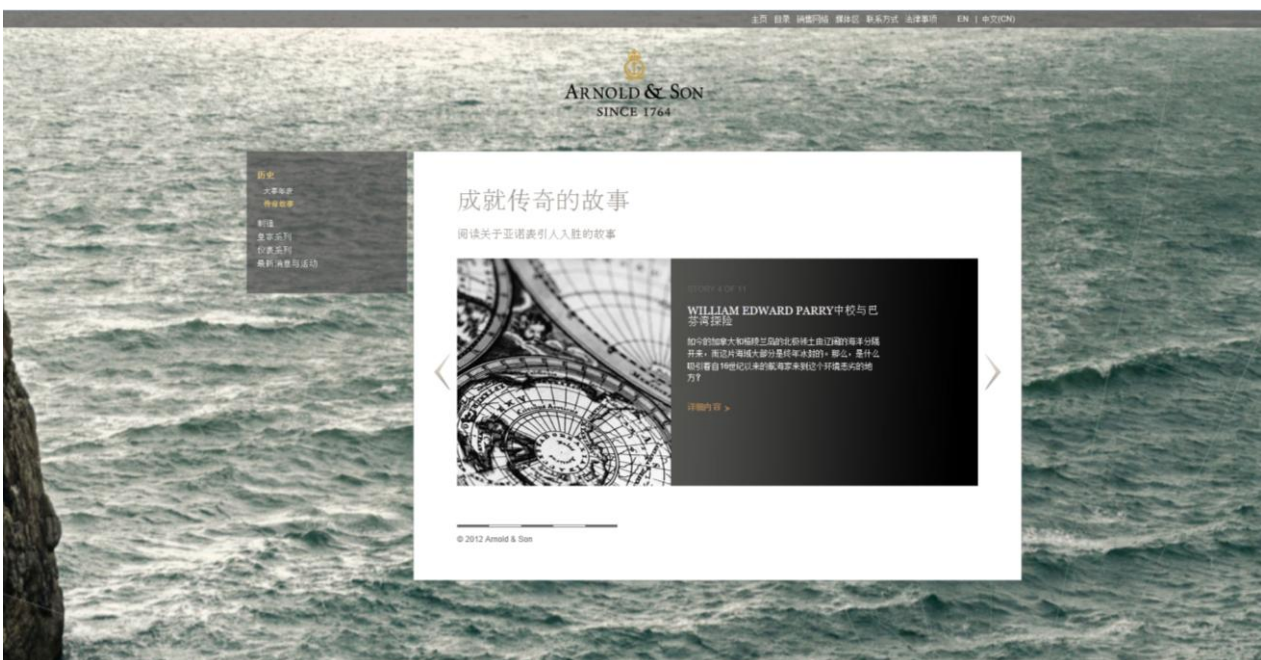 主页 目录 销售网络 媒体区 联系方式 法律事项 EN | 中文(CN)
ARNOLD & SON
SINCE 1764
历史
大事年表
传奇故事
制造
皇家系列
仪表系列
最新消息与活动
成就传奇的故事
阅读关于亚诺表引人入胜的故事
STORY 4 OF 11
WILLIAM EDWARD PARRY中校与巴
芬湾探险
如今的加拿大和格陵兰岛的北极领土由辽阔的海洋分隔
开来，而这片海域大部分是终年冰封的。那么，是什么
吸引着自16世纪以来的航海家来到这个环境恶劣的地
方？
详细内容 >
© 2012 Arnold & Son